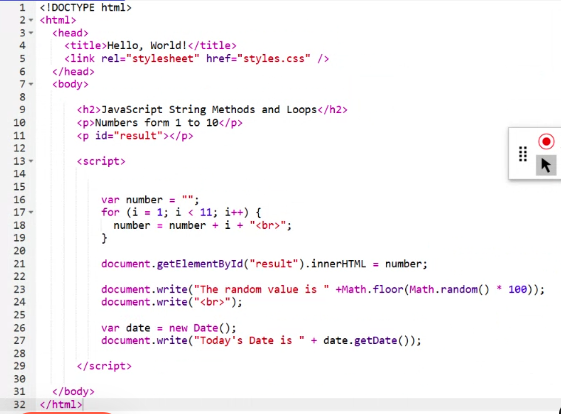 1 <!DOCTYPE html>
2 <html>
3 <head>
4 <title>Hello, World!</title>
5 <link rel="stylesheet" href="styles.css" />
6 </head>
7 <body>
8
9 <h2>JavaScript String Methods and Loops</h2>
10 <p>Numbers form 1 to 10</p>
11 <p id="result"></p>
12
13 <script>
14
15
16 var number = "";
17 for (i = 1; i < 11; i++) {
18 number = number + i + "<br>";
19 }
20
21 document.getElementById("result").innerHTML = number;
22
23 document.write("The random value is " +Math.floor(Math.random() * 100));
24 document.write("<br>");
25
26 var date = new Date();
27 document.write("Today's Date is " + date.getDate());
28
29 </script>
30
31 </body>
32 </html>